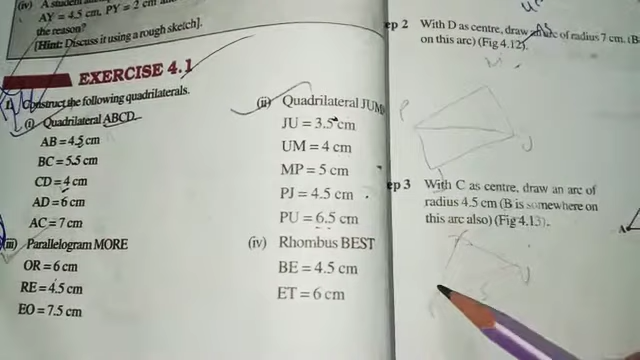 (iv) A student
AY = 4.5 cm, PY = 2 cm and
the reason?
[Hint: Discuss it using a rough sketch].
EXERCISE 4.1
1. Construct the following quadrilaterals.
(i) Quadrilateral ABCD.
AB = 4.5 cm
BC = 5.5 cm
CD = 4 cm
AD = 6 cm
AC = 7 cm
(iii) Parallelogram MORE
OR = 6 cm
RE = 4.5 cm
EO = 7.5 cm
(ii) Quadrilateral JUMP
JU = 3.5 cm
UM = 4 cm
MP = 5 cm
PJ = 4.5 cm
PU = 6.5 cm
(iv) Rhombus BEST
BE = 4.5 cm
ET = 6 cm
ep 2 With D as centre, draw an arc of radius 7 cm. (B
on this arc) (Fig 4.12).
P
J
ep 3 With C as centre, draw an arc of
radius 4.5 cm (B is somewhere on
this arc also) (Fig 4.13).
A